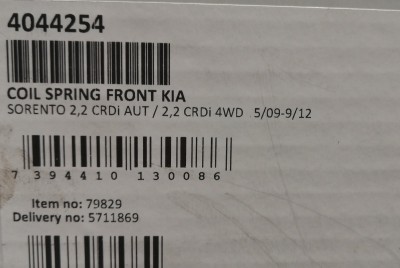 4044254
COIL SPRING FRONT KIA
SORENTO 2,2 CRDi AUT / 2,2 CRDi 4WD 5/09-9/12
7 394410 130086
Item no: 79829
Delivery no: 5711869